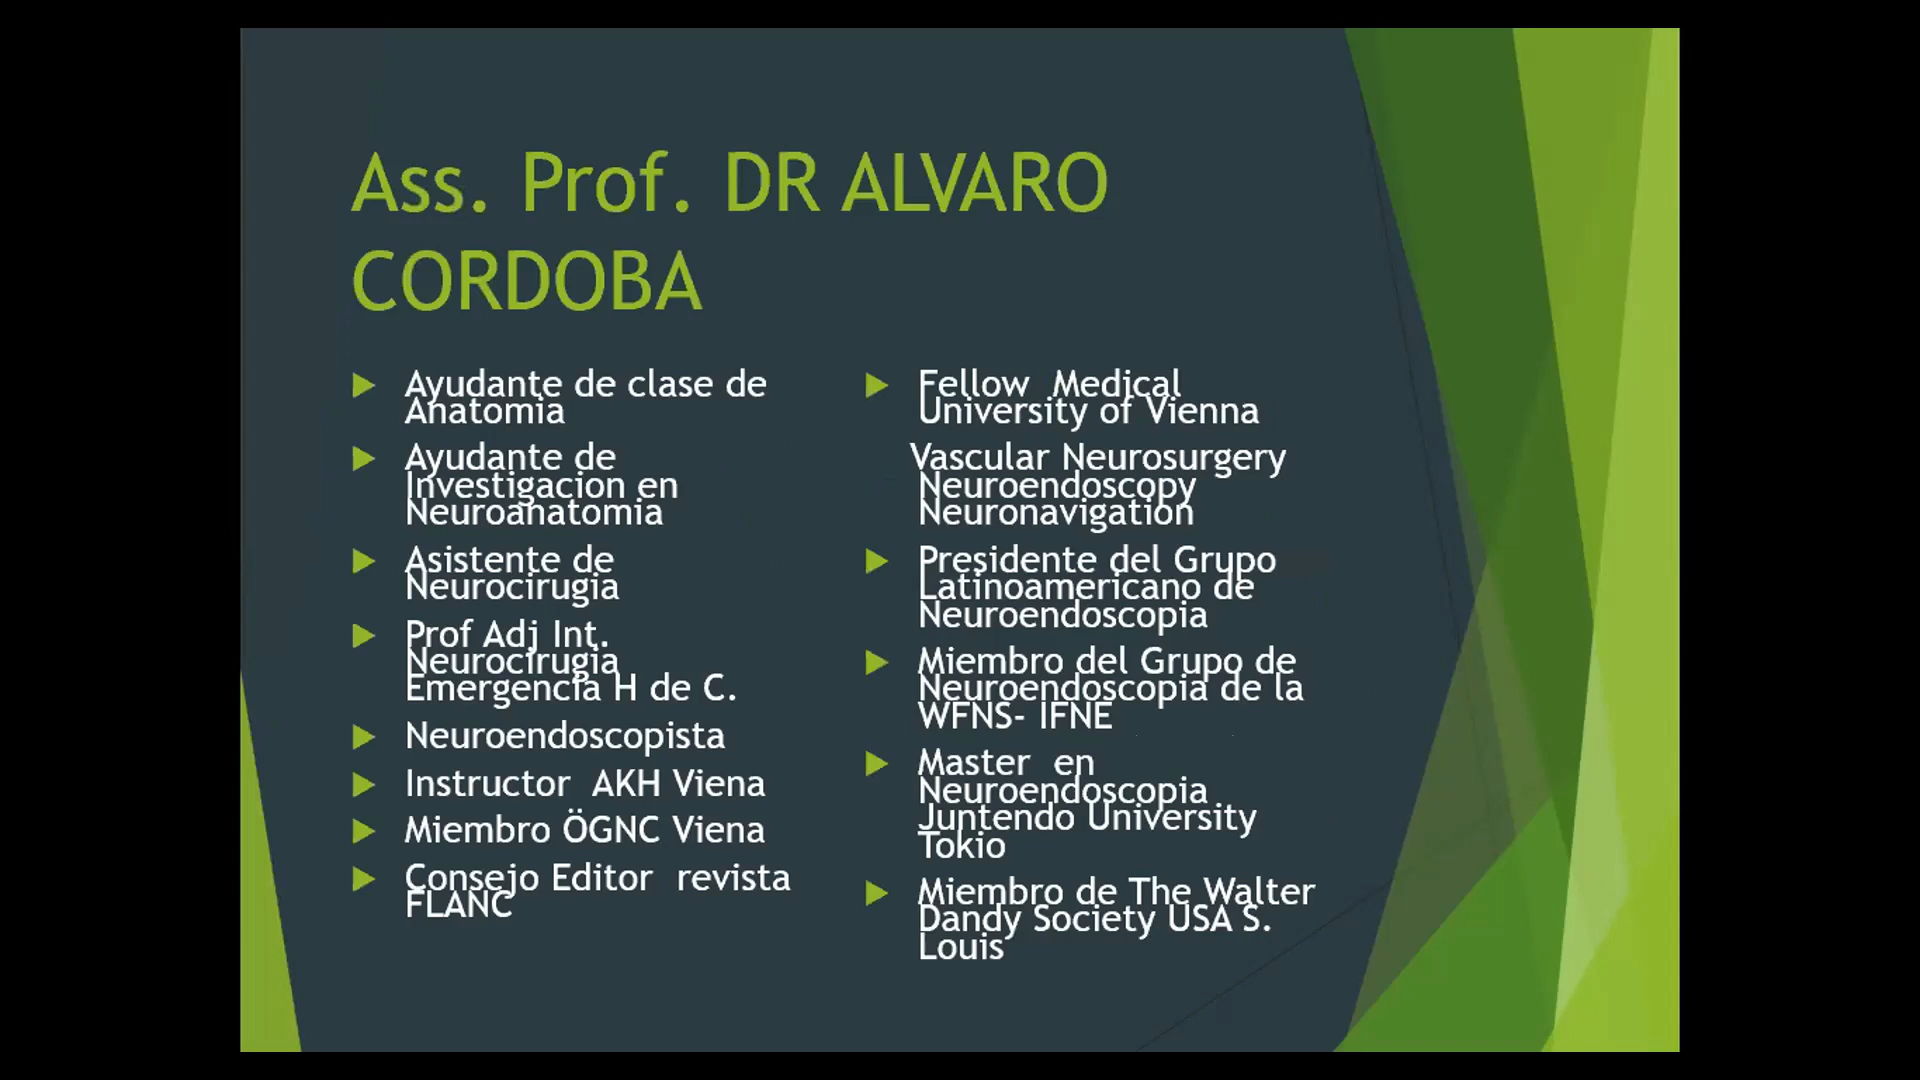 Ass. Prof. DR ALVARO
CORDOBA
Ayudante de clase de
Anatomia
Ayudante de
Investigacion en
Neuroanatomia
Asistente de
Neurocirugia
Prof Adj Int.
Neurocirugia
Emergencia H de C.
Neuroendoscopista
Instructor  AKH Viena
Miembro ÖGNC Viena
Consejo Editor  revista
FLANC
Fellow  Medical
University of Vienna
Vascular Neurosurgery
Neuroendoscopy
Neuronavigation
Presidente del Grupo
Latinoamericano de
Neuroendoscopia
Miembro del Grupo de
Neuroendoscopia de la
WFNS- IFNE
Master  en
Neuroendoscopia
Juntendo University
Tokio
Miembro de The Walter
Dandy Society USA S.
Louis